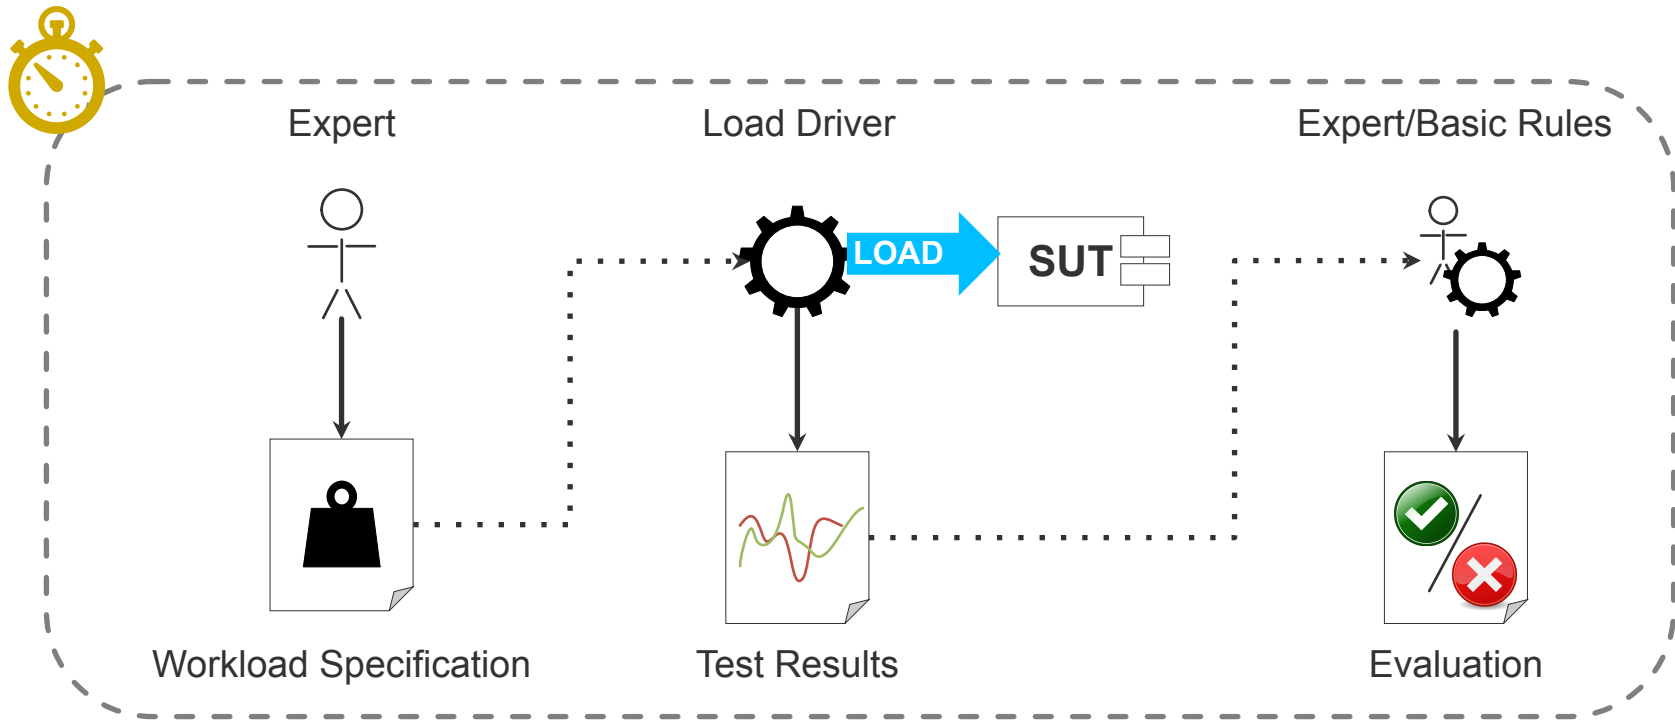 Expert
Load Driver
Expert/Basic Rules
LOAD
SUT
Workload Specification
Test Results
Evaluation